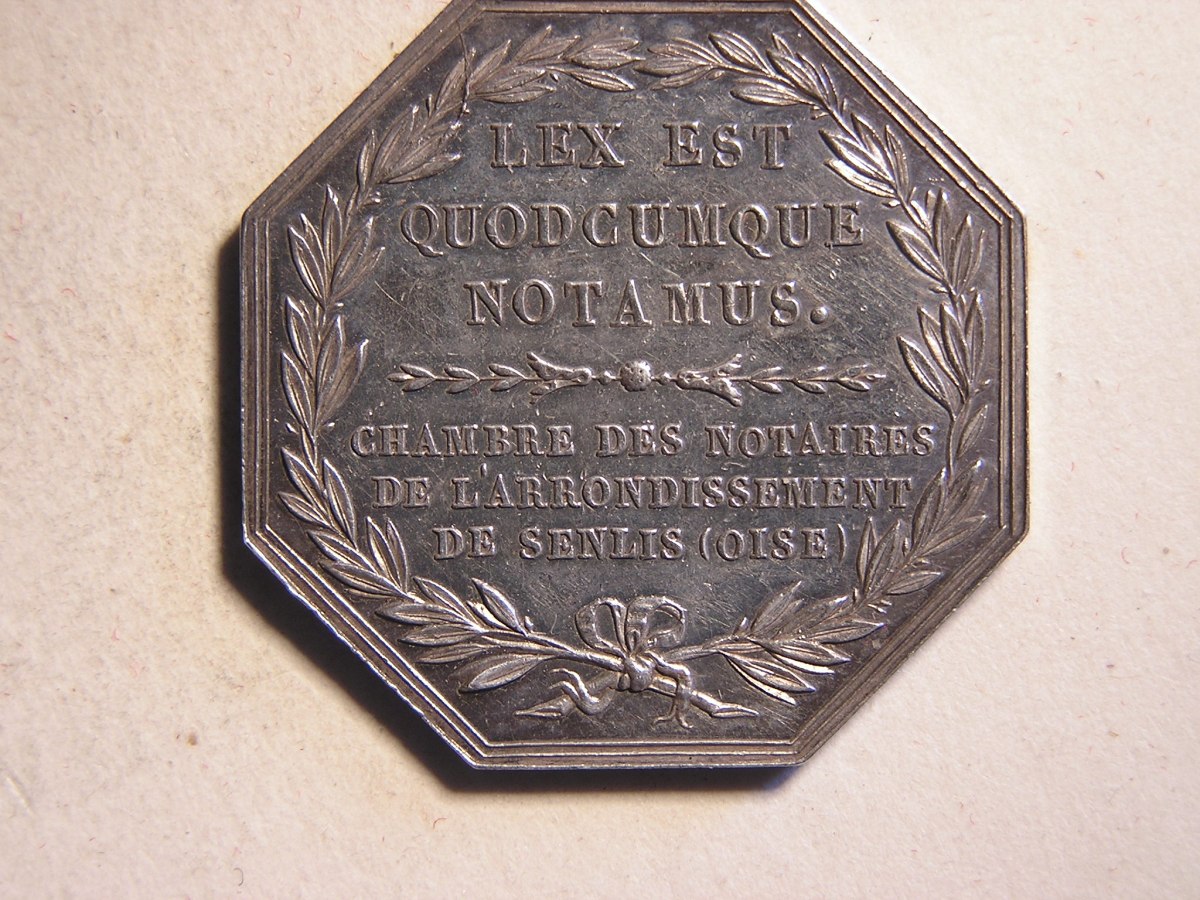 LEX EST
QUODCUMQUE
NOTAMUS.
CHAMBRE DES NOTAIRES
DE L'ARRONDISSEMENT
DE SENLIS (OISE)